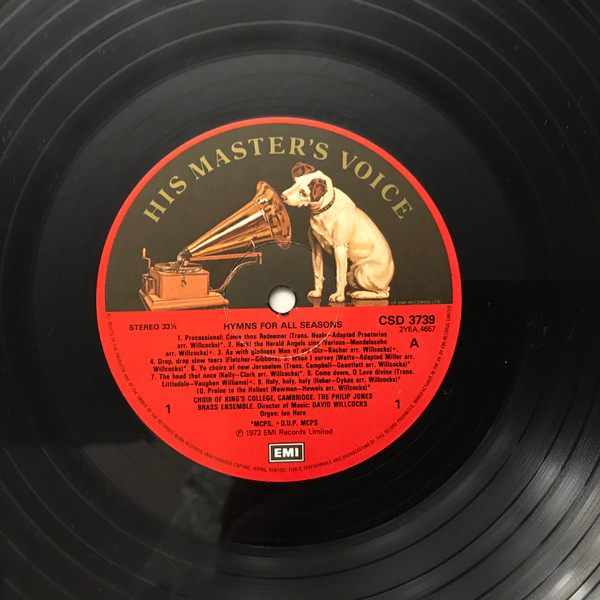 HIS MASTER'S VOICE
STEREO 33⅓
HYMNS FOR ALL SEASONS
CSD 3739
2YEA.4667
A
1. Processional: Come thou Redeemer (Trans. Neale-Adapted Praetorius
arr. Willcocks)*. 2. Hark! the Herald Angels sing (Various-Mendelssohn
arr. Willcocks)+. 3. As with gladness Men of old (Dix-Kocher arr. Willcocks)+.
4. Drop, drop slow tears (Fletcher-Gibbons). 5. When I survey (Watts-Adapted Miller arr.
Willcocks)*. 6. Ye choirs of new Jerusalem (Trans. Campbell-Gauntlett arr. Willcocks)*.
7. The head that once (Kelly-Clark arr. Willcocks)*. 8. Come down, O Love divine (Trans.
Littledale-Vaughan Williams)+. 9. Holy, holy, holy (Heber-Dykes arr. Willcocks)*.
10. Praise to the Holiest (Newman-Howels arr. Willcocks)*.
1
CHOIR OF KING'S COLLEGE, CAMBRIDGE. THE PHILIP JONES
BRASS ENSEMBLE. Director of Music: DAVID WILLCOCKS
Organ: Ian Hare
1
*MCPS. +O.U.P. MCPS
Ⓟ 1973 EMI Records Limited
EMI